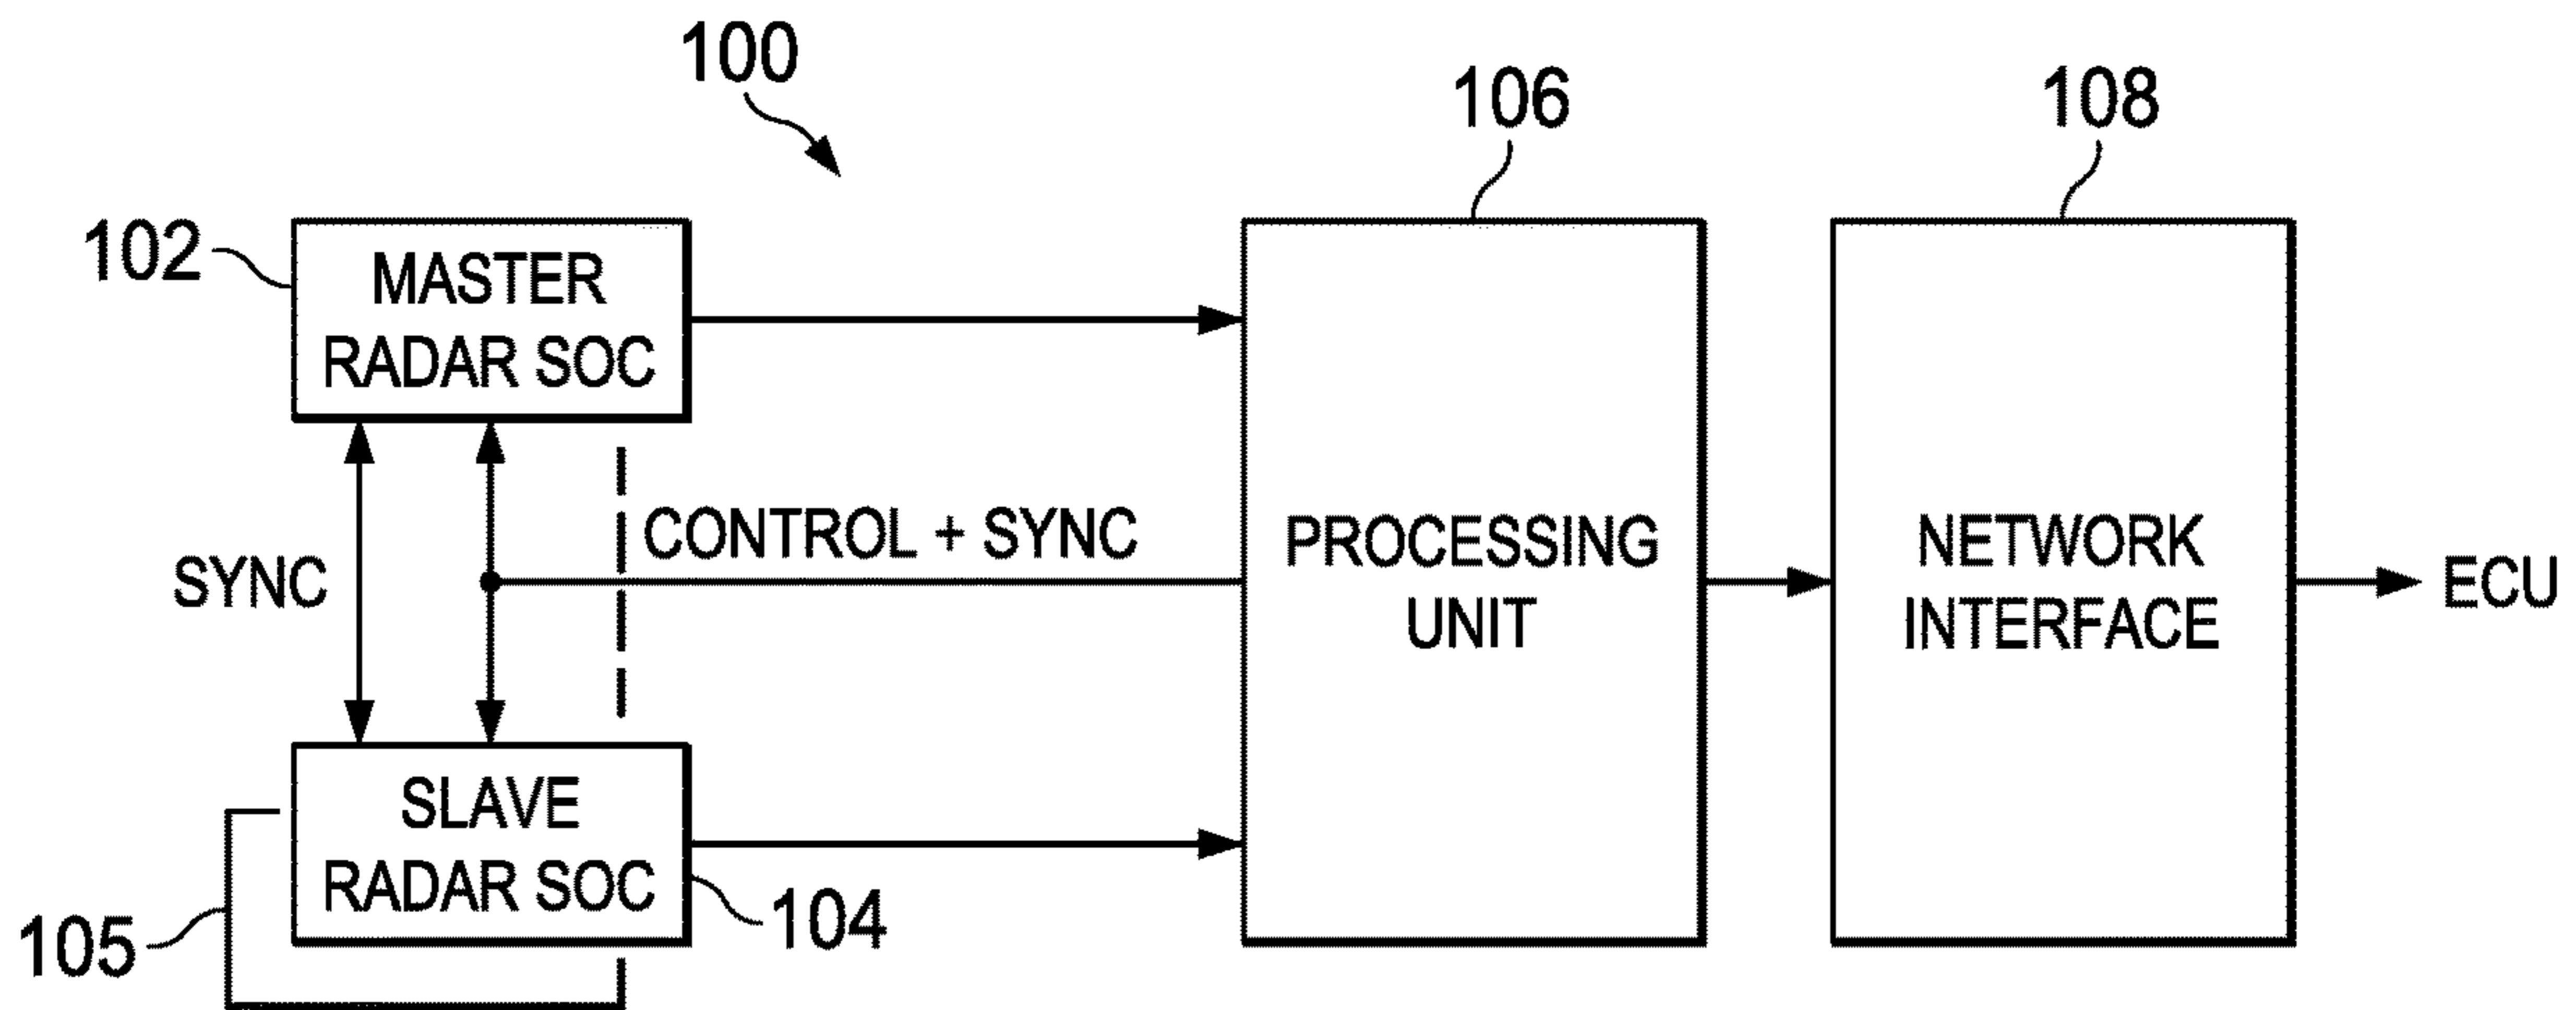 100
106
108
102
MASTER
RADAR SOC
CONTROL + SYNC
SYNC
PROCESSING
UNIT
NETWORK
INTERFACE
ECU
SLAVE
RADAR SOC
104
105